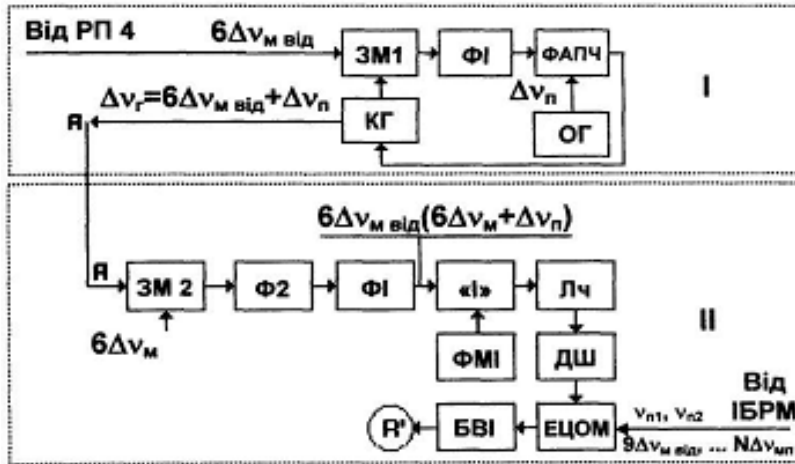 Від РП 4 6Δνм від
ЗМ1 ФІ ФАПЧ
Δνг=6Δνм від+Δνп
Δνп
І
Я КГ ОГ
6Δνм від(6Δνм+Δνп)
Я ЗМ 2 Ф2 ФІ «І» Лч
ІІ
6Δνм
ФМІ ДШ
Від
ІБРМ
νп1, νп2
R' БВІ ЕЦОМ
9Δνм від, ... NΔνмп